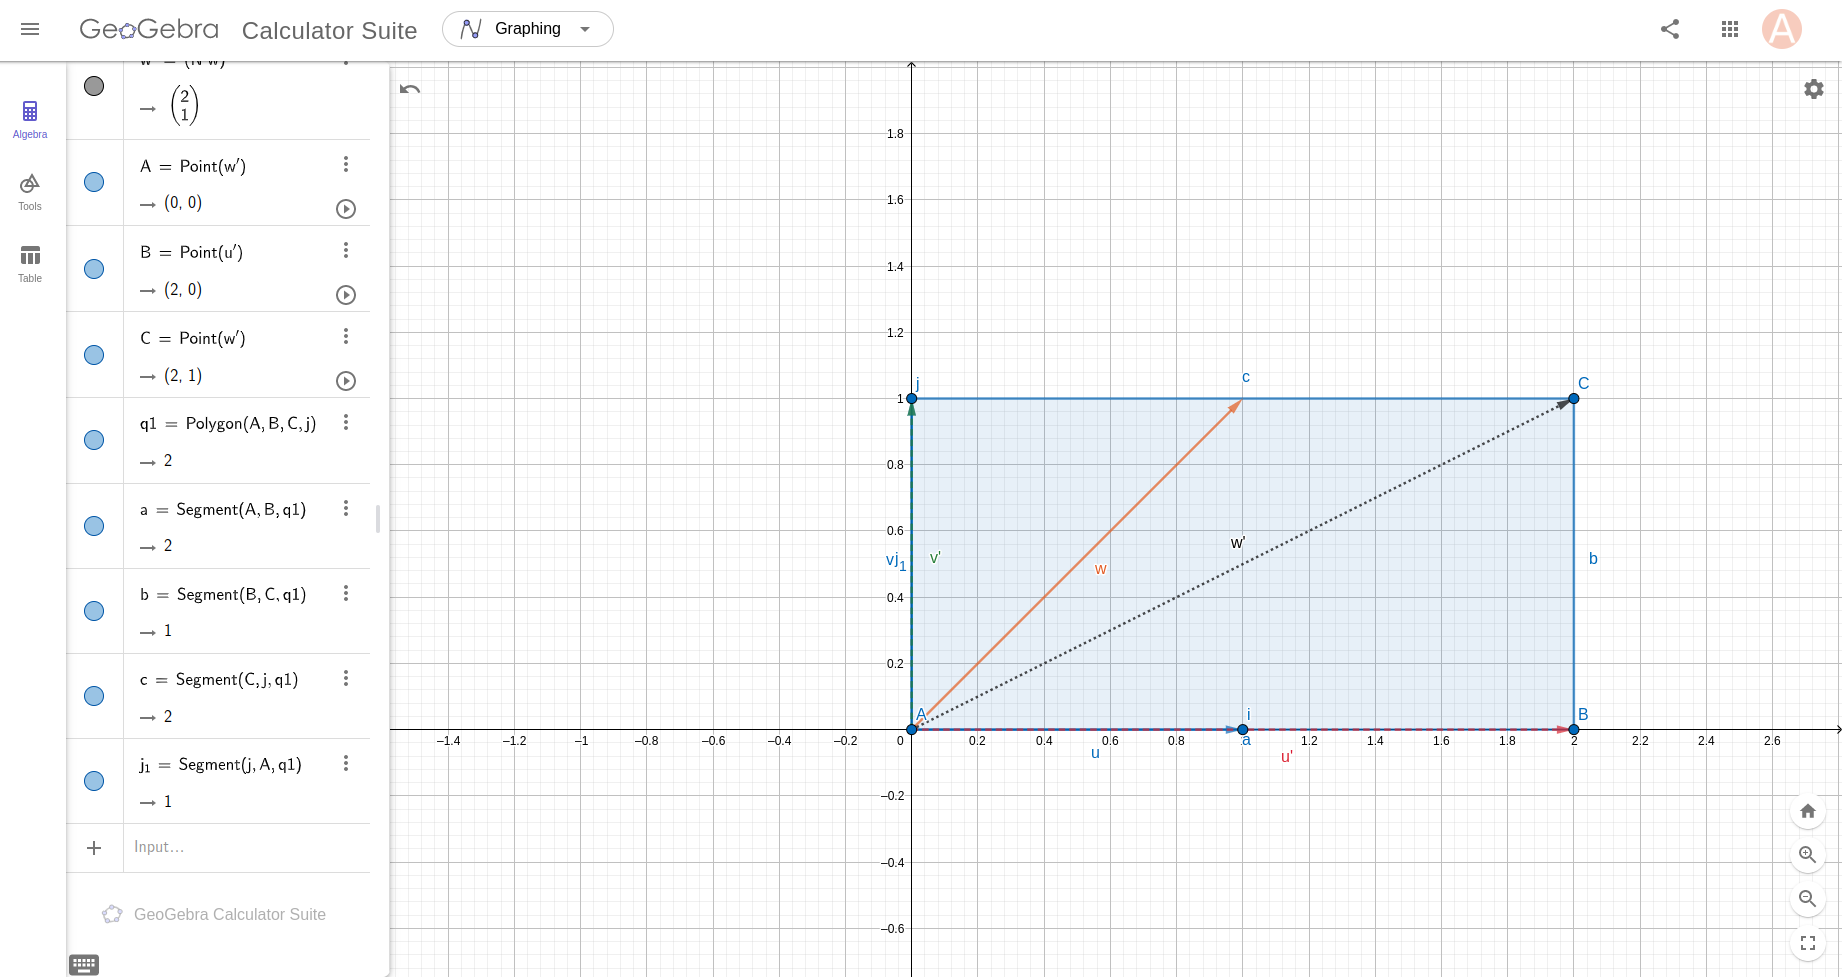 GeoGebra Calculator Suite
Graphing
A
Algebra
Tools
Table
→ (2
1)
A = Point(w′)
→ (0, 0)
B = Point(u′)
→ (2, 0)
C = Point(w′)
→ (2, 1)
q1 = Polygon(A, B, C, j)
→ 2
a = Segment(A, B, q1)
→ 2
b = Segment(B, C, q1)
→ 1
c = Segment(C, j, q1)
→ 2
j₁ = Segment(j, A, q1)
→ 1
+ Input…
GeoGebra Calculator Suite
1.8
1.6
1.4
1.2
j
c
C
1
0.8
0.6
w'
vj₁
v'
w
b
0.4
0.2
A
i
B
–1.4 –1.2 –1 –0.8 –0.6 –0.4 –0.2 0 0.2 0.4 0.6 0.8 a 1.2 1.4 1.6 1.8 2 2.2 2.4 2.6
u
u'
–0.2
–0.4
–0.6